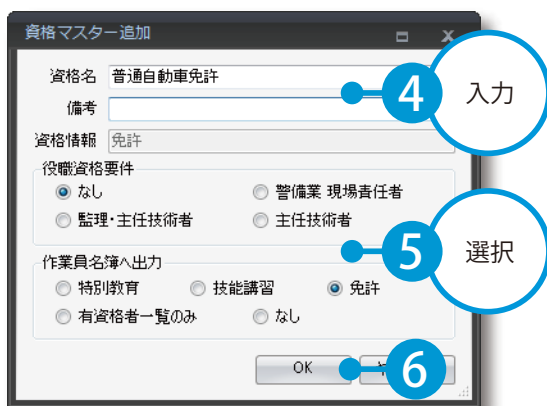 資格マスター追加
資格名 普通自動車免許
備考
4 入力
資格情報 免許
役職資格要件
なし 警備業 現場責任者
監理・主任技術者 主任技術者
5 選択
作業員名簿へ出力
特別教育 技能講習 免許
有資格者一覧のみ なし
OK
6